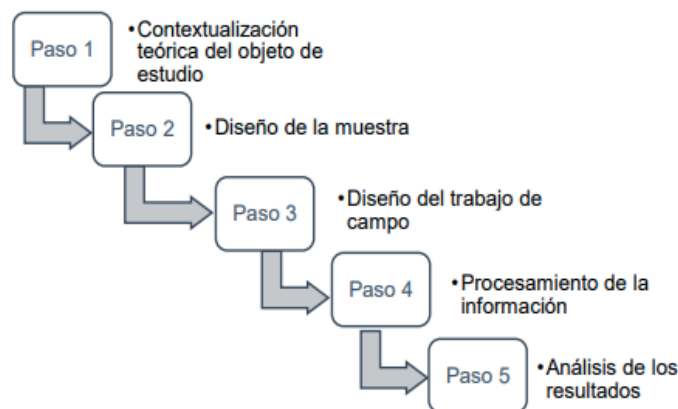 Paso 1
•Contextualización
teórica del objeto de
estudio
Paso 2
•Diseño de la muestra
Paso 3
•Diseño del trabajo de
campo
Paso 4
•Procesamiento de la
información
Paso 5
•Análisis de los
resultados